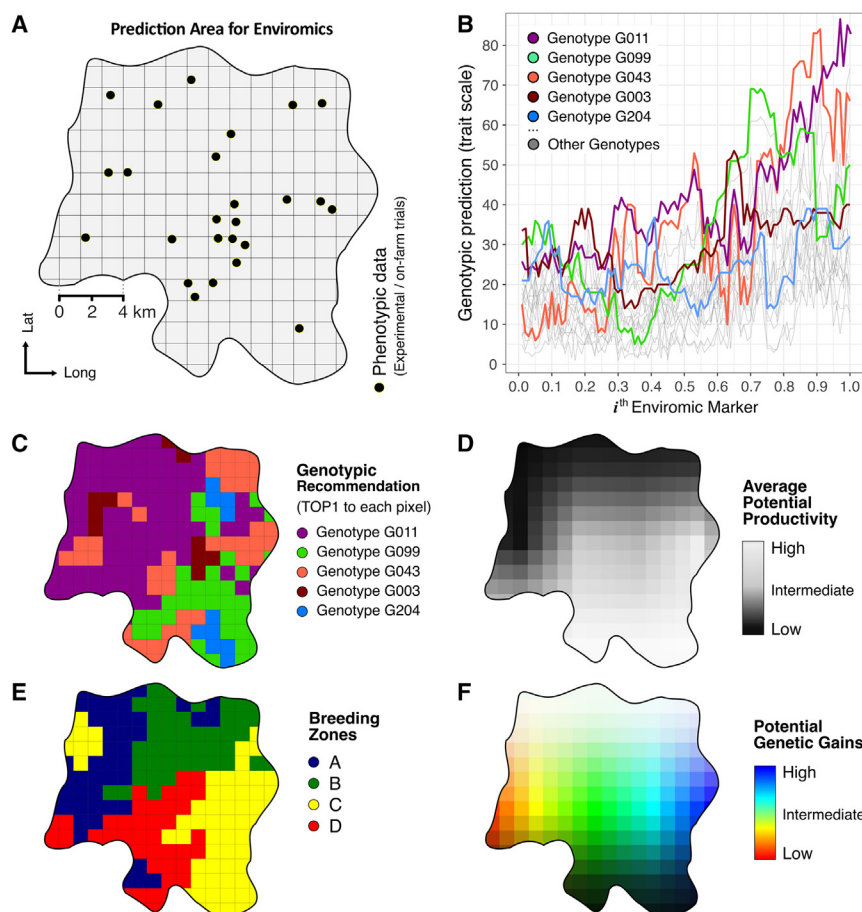 A
Prediction Area for Enviromics
0 2 4 km
Lat
Long
Phenotypic data
(Experimental / on-farm trials)
B
Genotypic prediction (trait scale)
80
70
60
50
40
30
20
10
0
Genotype G011
Genotype G099
Genotype G043
Genotype G003
Genotype G204
...
Other Genotypes
0.0 0.1 0.2 0.3 0.4 0.5 0.6 0.7 0.8 0.9 1.0
ith Enviromic Marker
C
Genotypic
Recommendation
(TOP1 to each pixel)
Genotype G011
Genotype G099
Genotype G043
Genotype G003
Genotype G204
D
Average
Potential
Productivity
High
Intermediate
Low
E
Breeding
Zones
A
B
C
D
F
Potential
Genetic Gains
High
Intermediate
Low